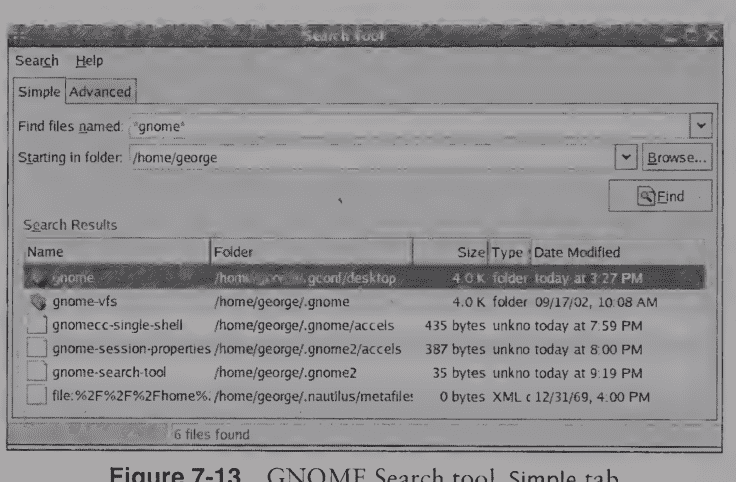 Search Tool
Search Help
Simple Advanced
Find files named: *gnome*
Starting in folder: /home/george Browse...
Find
Search Results
Name Folder Size Type Date Modified
gnome /home/ .gconf/desktop 4.0 K folder today at 3:27 PM
gnome-vfs /home/george/.gnome 4.0 K folder 09/17/02, 10:08 AM
gnomecc-single-shell /home/george/.gnome/accels 435 bytes unkno today at 7:59 PM
gnome-session-properties /home/george/.gnome2/accels 387 bytes unkno today at 8:00 PM
gnome-search-tool /home/george/.gnome2 35 bytes unkno today at 9:19 PM
file:%2F%2F%2Fhome%. /home/george/.nautilus/metafiles 0 bytes XML c 12/31/69, 4:00 PM
6 files found
Figure 7-13 GNOME Search tool, Simple tab